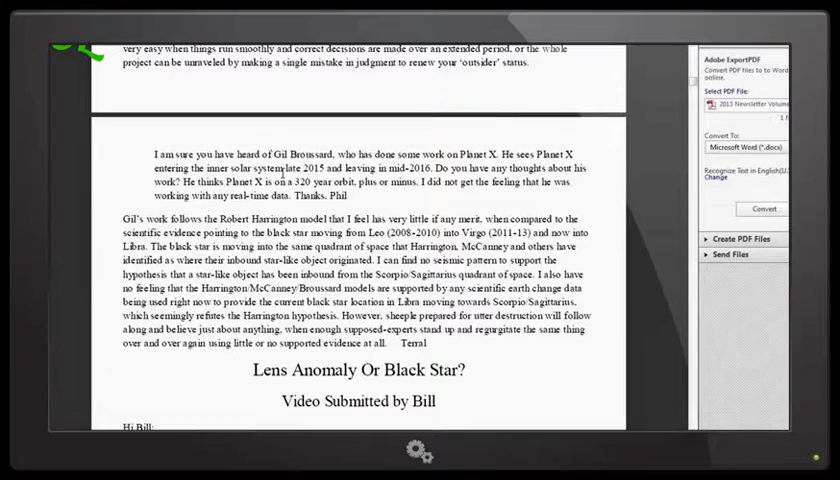 very easy when things run smoothly and correct decisions are made over an extended period, or the whole
project can be unraveled by making a single mistake in judgment to renew your 'outsider' status.
I am sure you have heard of Gil Broussard, who has done some work on Planet X. He sees Planet X
entering the inner solar system late 2015 and leaving in mid-2016. Do you have any thoughts about his
work? He thinks Planet X is on a 320 year orbit, plus or minus. I did not get the feeling that he was
working with any real-time data. Thanks. Phil
Gil's work follows the Robert Harrington model that I feel has very little if any merit, when compared to the
scientific evidence pointing to the black star moving from Leo (2008-2010) into Virgo (2011-13) and now into
Libra. The black star is moving into the same quadrant of space that Harrington, McCanney and others have
identified as where their inbound star-like object originated. I can find no seismic pattern to support the
hypothesis that a star-like object has been inbound from the Scorpio/Sagittarius quadrant of space. I also have
no feeling that the Harrington/McCanney/Broussard models are supported by any scientific earth change data
being used right now to provide the current black star location in Libra moving towards Scorpio/Sagittarius,
which seemingly refutes the Harrington hypothesis. However, sheeple prepared for utter destruction will follow
along and believe just about anything, when enough supposed-experts stand up and regurgitate the same thing
over and over again using little or no supported evidence at all. Terral
Lens Anomaly Or Black Star?
Video Submitted by Bill
Hi Bill:
Adobe ExportPDF
Convert PDF files to to Word
online.
Select PDF File:
2013 Newsletter Volume
1 f
Convert To:
Microsoft Word (*.docx)
Recognize Text in English(U.
Change
Convert
Create PDF Files
Send Files